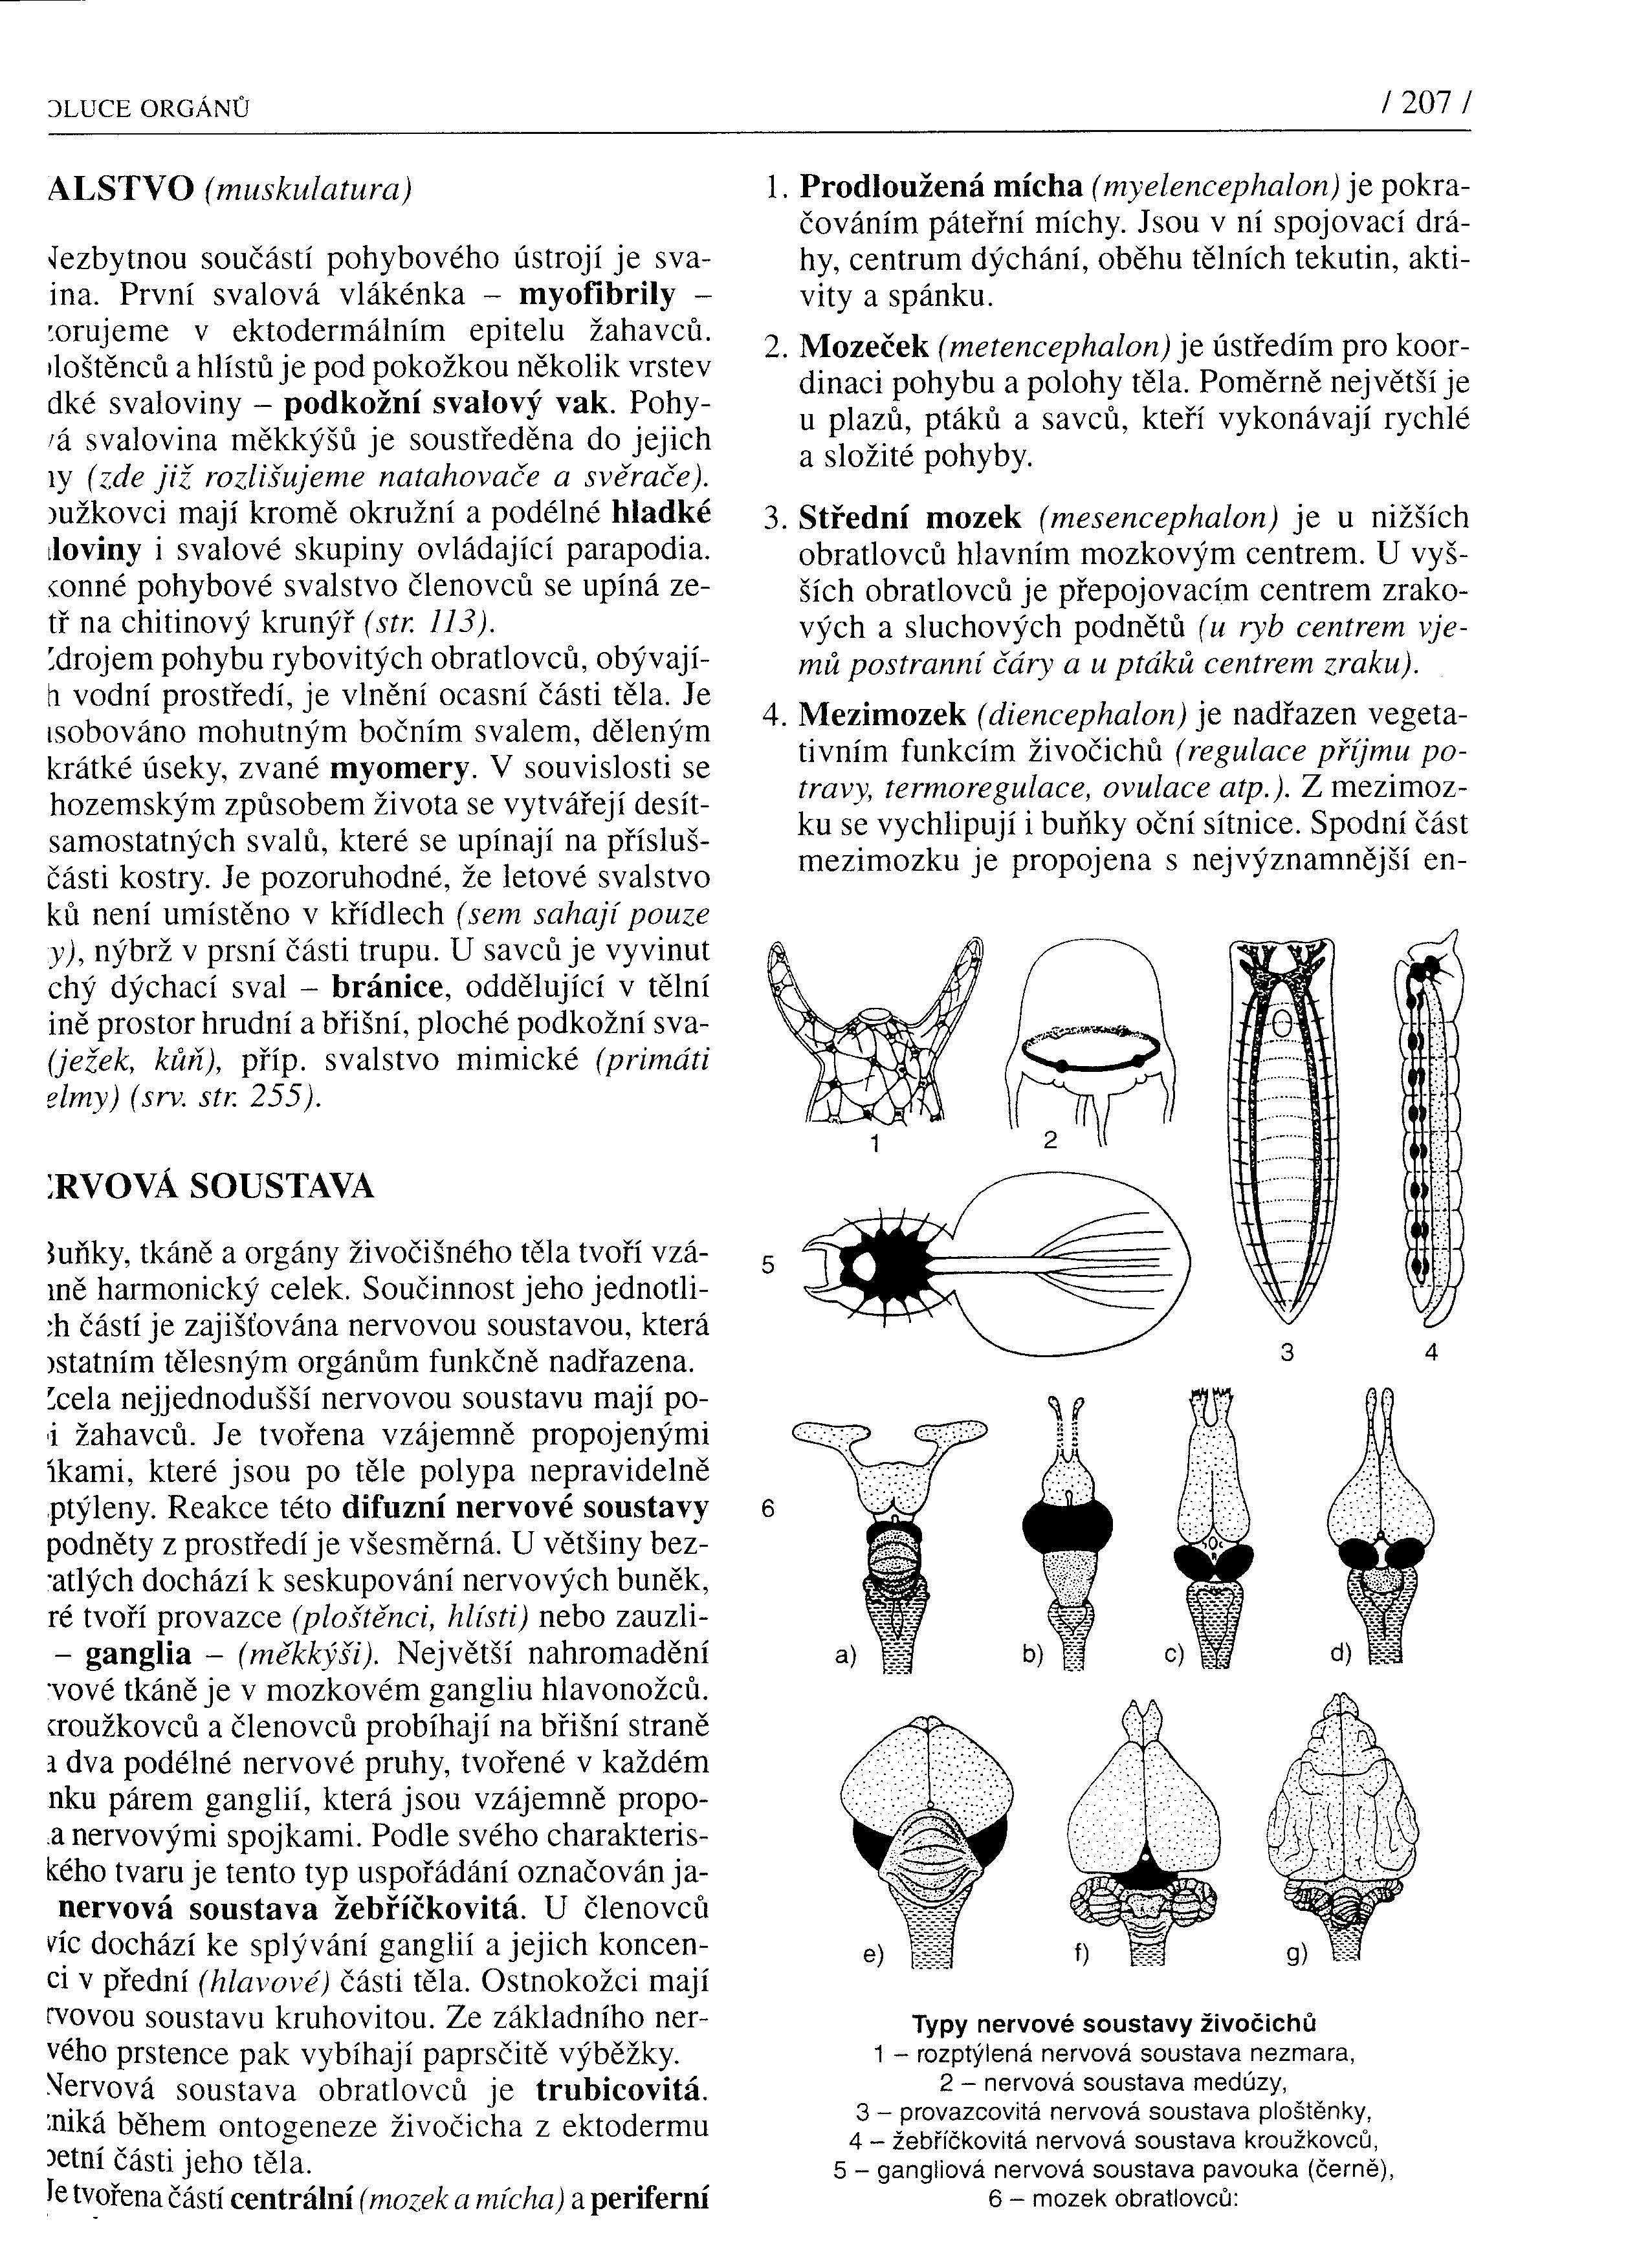 OLUCE ORGÁNŮ
/ 207 /
ALSTVO (muskulatura)
Nezbytnou součástí pohybového ústrojí je sva-
ina. První svalová vlákénka – myofibrily –
zorujeme v ektodermálním epitelu žahavců.
loštěnců a hlístů je pod pokožkou několik vrstev
dké svaloviny – podkožní svalový vak. Pohy-
vá svalovina měkkýšů je soustředěna do jejich
ny (zde již rozlišujeme natahovače a svěrače).
oužkovci mají kromě okružní a podélné hladké
aloviny i svalové skupiny ovládající parapodia.
konné pohybové svalstvo členovců se upíná ze-
tř na chitinový krunýř (str. 113).
Zdrojem pohybu rybovitých obratlovců, obývají-
h vodní prostředí, je vlnění ocasní části těla. Je
ůsobováno mohutným bočním svalem, děleným
krátké úseky, zvané myomery. V souvislosti se
hozemským způsobem života se vytvářejí desít-
samostatných svalů, které se upínají na přísluš-
části kostry. Je pozoruhodné, že letové svalstvo
ků není umístěno v křídlech (sem sahají pouze
y), nýbrž v prsní části trupu. U savců je vyvinut
chý dýchací sval – bránice, oddělující v tělní
ině prostor hrudní a břišní, ploché podkožní sva-
(ježek, kůň), příp. svalstvo mimické (primáti
elmy) (srv. str. 255).
ERVOVÁ SOUSTAVA
Buňky, tkáně a orgány živočišného těla tvoří vzá-
mně harmonický celek. Součinnost jeho jednotli-
ch částí je zajišťována nervovou soustavou, která
ostatním tělesným orgánům funkčně nadřazena.
Zcela nejjednodušší nervovou soustavu mají po-
i žahavců. Je tvořena vzájemně propojenými
ňkami, které jsou po těle polypa nepravidelně
ptýleny. Reakce této difuzní nervové soustavy
podněty z prostředí je všesměrná. U většiny bez-
ratlých dochází k seskupování nervových buněk,
ré tvoří provazce (ploštěnci, hlísti) nebo zauzli-
– ganglia – (měkkýši). Největší nahromadění
vové tkáně je v mozkovém gangliu hlavonožců.
kroužkovců a členovců probíhají na břišní straně
a dva podélné nervové pruhy, tvořené v každém
nku párem ganglií, která jsou vzájemně propo-
a nervovými spojkami. Podle svého charakteris-
kého tvaru je tento typ uspořádání označován ja-
nervová soustava žebříčkovitá. U členovců
víc dochází ke splývání ganglií a jejich koncen-
ci v přední (hlavové) části těla. Ostnokožci mají
rvovou soustavu kruhovitou. Ze základního ner-
vého prstence pak vybíhají paprsčitě výběžky.
Nervová soustava obratlovců je trubicovitá.
zniká během ontogeneze živočicha z ektodermu
betní části jeho těla.
Je tvořena částí centrální (mozek a mícha) a periferní
1. Prodloužená mícha (myelencephalon) je pokra-
čováním páteřní míchy. Jsou v ní spojovací drá-
hy, centrum dýchání, oběhu tělních tekutin, akti-
vity a spánku.
2. Mozeček (metencephalon) je ústředím pro koor-
dinaci pohybu a polohy těla. Poměrně největší je
u plazů, ptáků a savců, kteří vykonávají rychlé
a složité pohyby.
3. Střední mozek (mesencephalon) je u nižších
obratlovců hlavním mozkovým centrem. U vyš-
ších obratlovců je přepojovacím centrem zrako-
vých a sluchových podnětů (u ryb centrem vje-
mů postranní čáry a u ptáků centrem zraku).
4. Mezimozek (diencephalon) je nadřazen vegeta-
tivním funkcím živočichů (regulace příjmu po-
travy, termoregulace, ovulace atp.). Z mezimoz-
ku se vychlipují i buňky oční sítnice. Spodní část
mezimozku je propojena s nejvýznamnější en-
1
2
5
3
4
6
a)
b)
c)
d)
e)
f)
g)
Typy nervové soustavy živočichů
1 – rozptýlená nervová soustava nezmara,
2 – nervová soustava medúzy,
3 – provazcovitá nervová soustava ploštěnky,
4 – žebříčkovitá nervová soustava kroužkovců,
5 – gangliová nervová soustava pavouka (černě),
6 – mozek obratlovců: